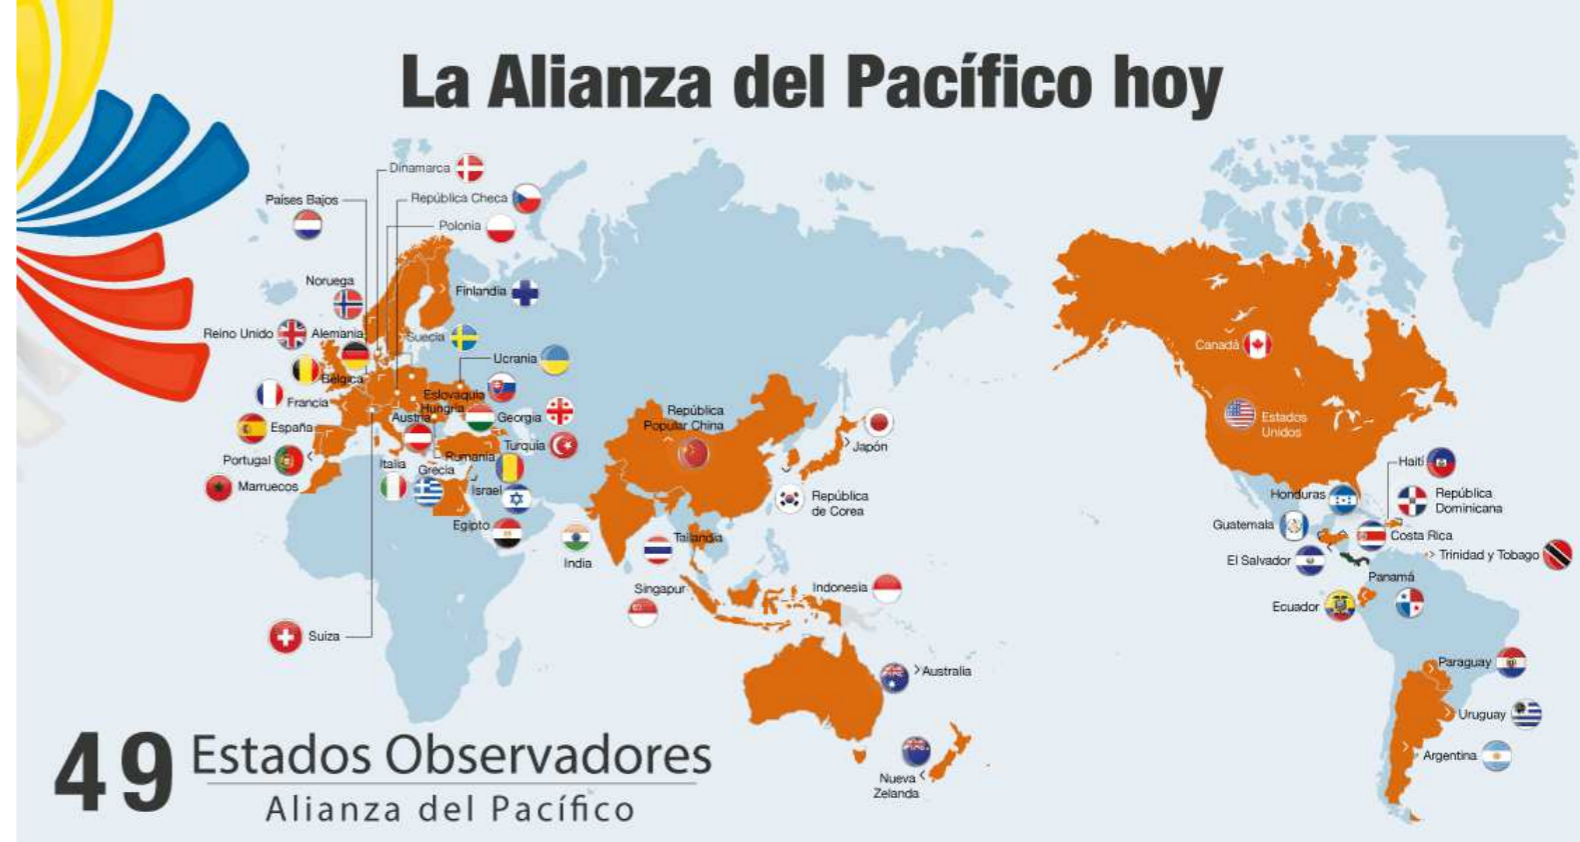 La Alianza del Pacífico hoy
Dinamarca
República Checa
Países Bajos
Polonia
Noruega
Finlandia
Reino Unido
Alemania
Suecia
Ucrania
Bélgica
Eslovaquia
Francia
Hungría
Austria
Georgia
España
Turquía
Portugal
Italia
Rumania
Grecia
Marruecos
Israel
Egipto
Suiza
República
Popular China
Japón
República
de Corea
India
Tailandia
Singapur
Indonesia
Australia
Nueva
Zelanda
Canadá
Estados
Unidos
Haití
Honduras
República
Dominicana
Guatemala
Costa Rica
El Salvador
Trinidad y Tobago
Panamá
Ecuador
Paraguay
Uruguay
Argentina
49 Estados Observadores
Alianza del Pacífico